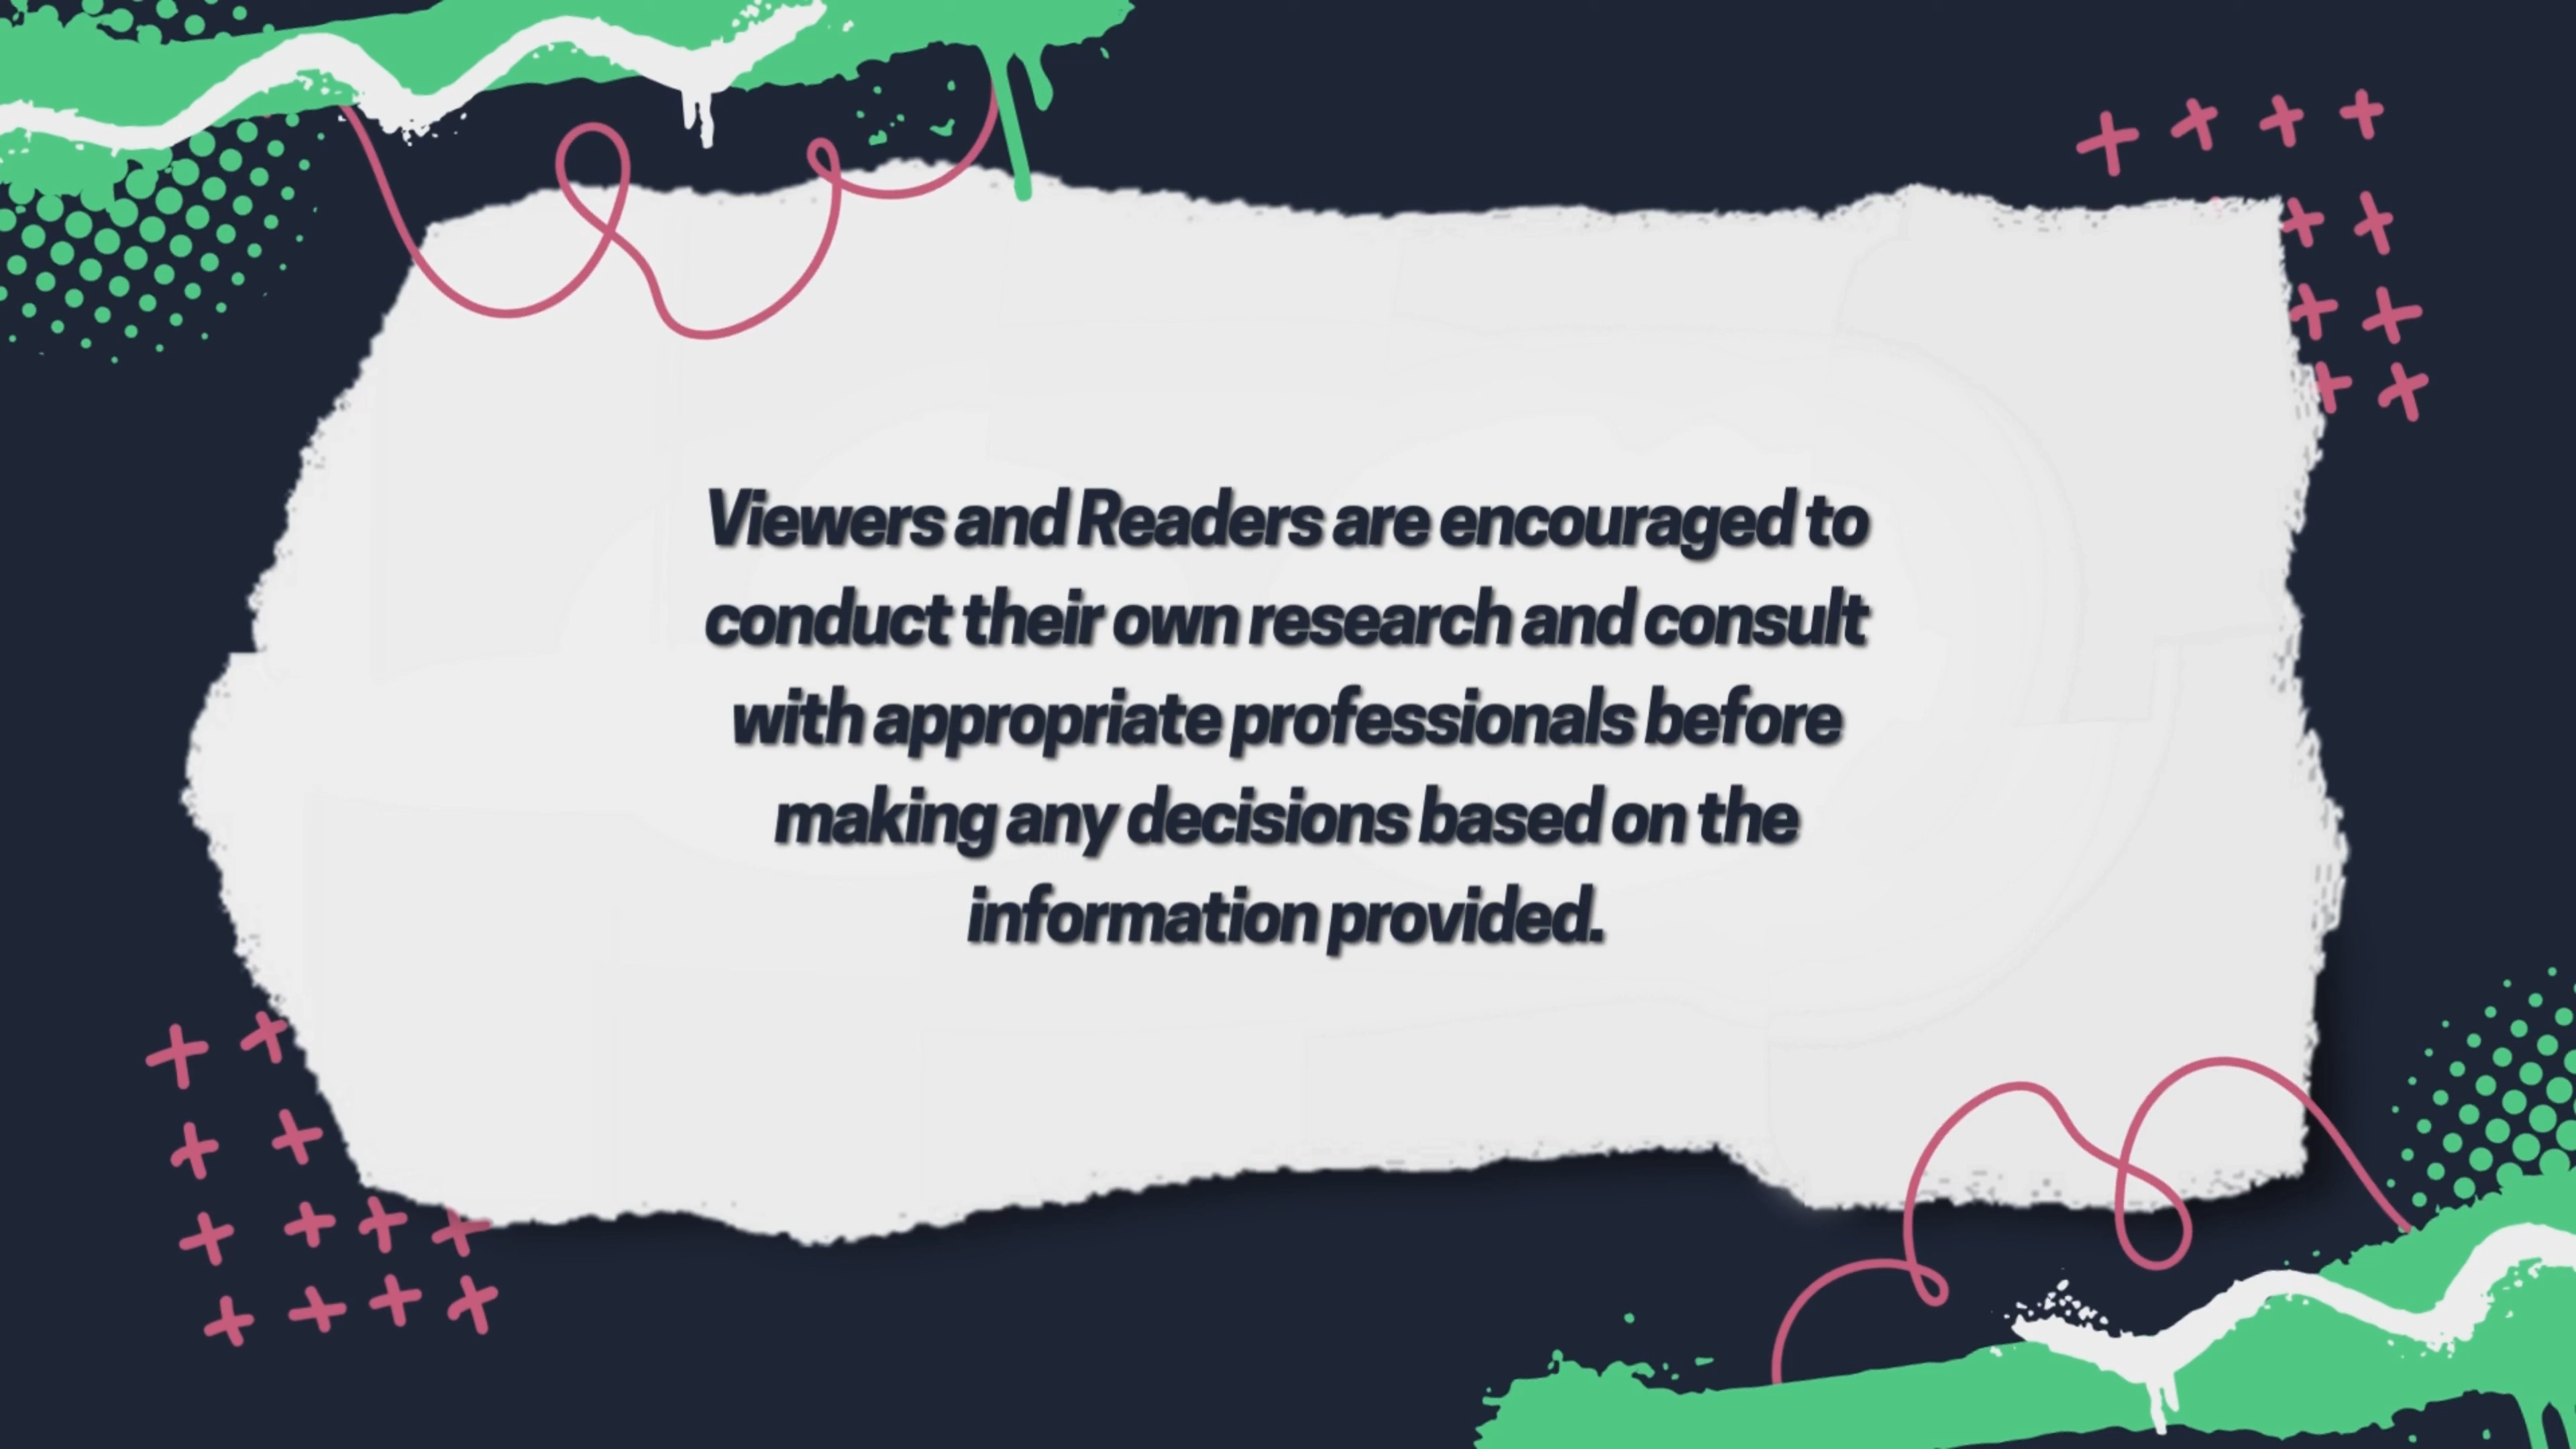 Viewers and Readers are encouraged to
conduct their own research and consult
with appropriate professionals before
making any decisions based on the
information provided.